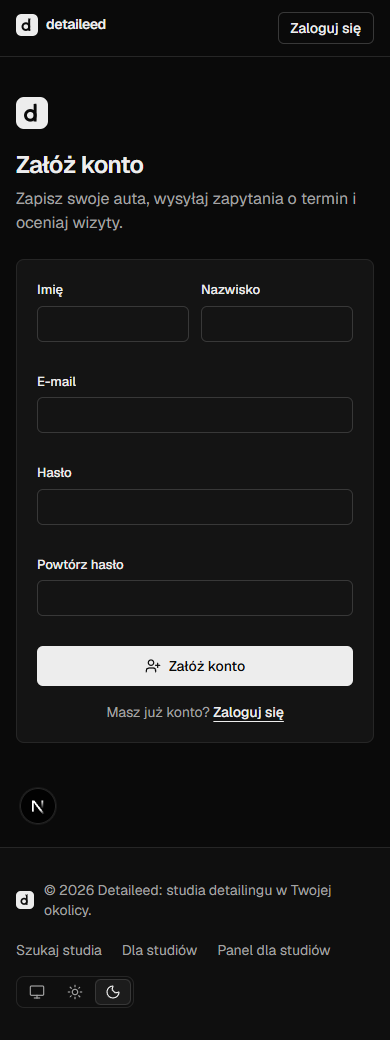 d detaileed
Zaloguj się
d
Załóż konto
Zapisz swoje auta, wysyłaj zapytania o termin i
oceniaj wizyty.
Imię
Nazwisko
E-mail
Hasło
Powtórz hasło
Załóż konto
Masz już konto? Zaloguj się
N
d
© 2026 Detaileed: studia detailingu w Twojej
okolicy.
Szukaj studia
Dla studiów
Panel dla studiów